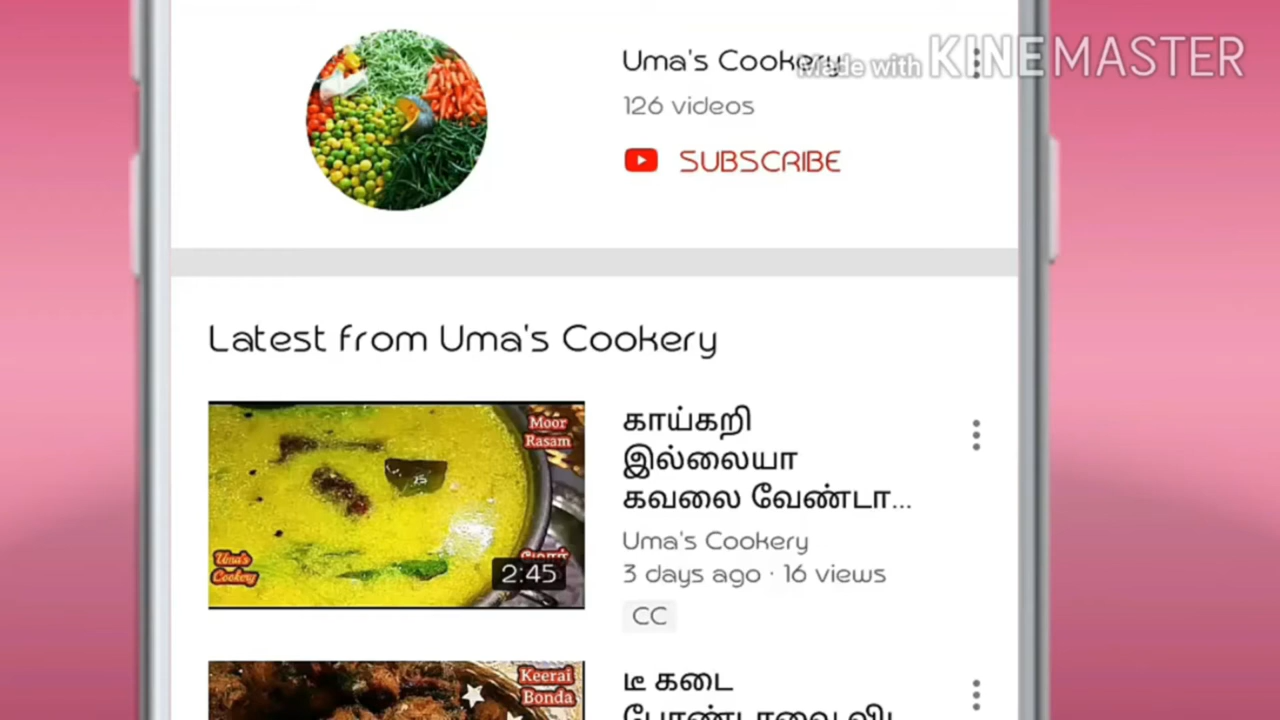 Uma's Cookery
Made with KINEMASTER
126 videos
SUBSCRIBE
Latest from Uma's Cookery
Moor
Rasam
காய்கறி
இல்லையா
கவலை வேண்டா...
Uma's
Cookery
மோர்
2:45
Uma's Cookery
3 days ago · 16 views
CC
Keerai
Bonda
டீ கடை